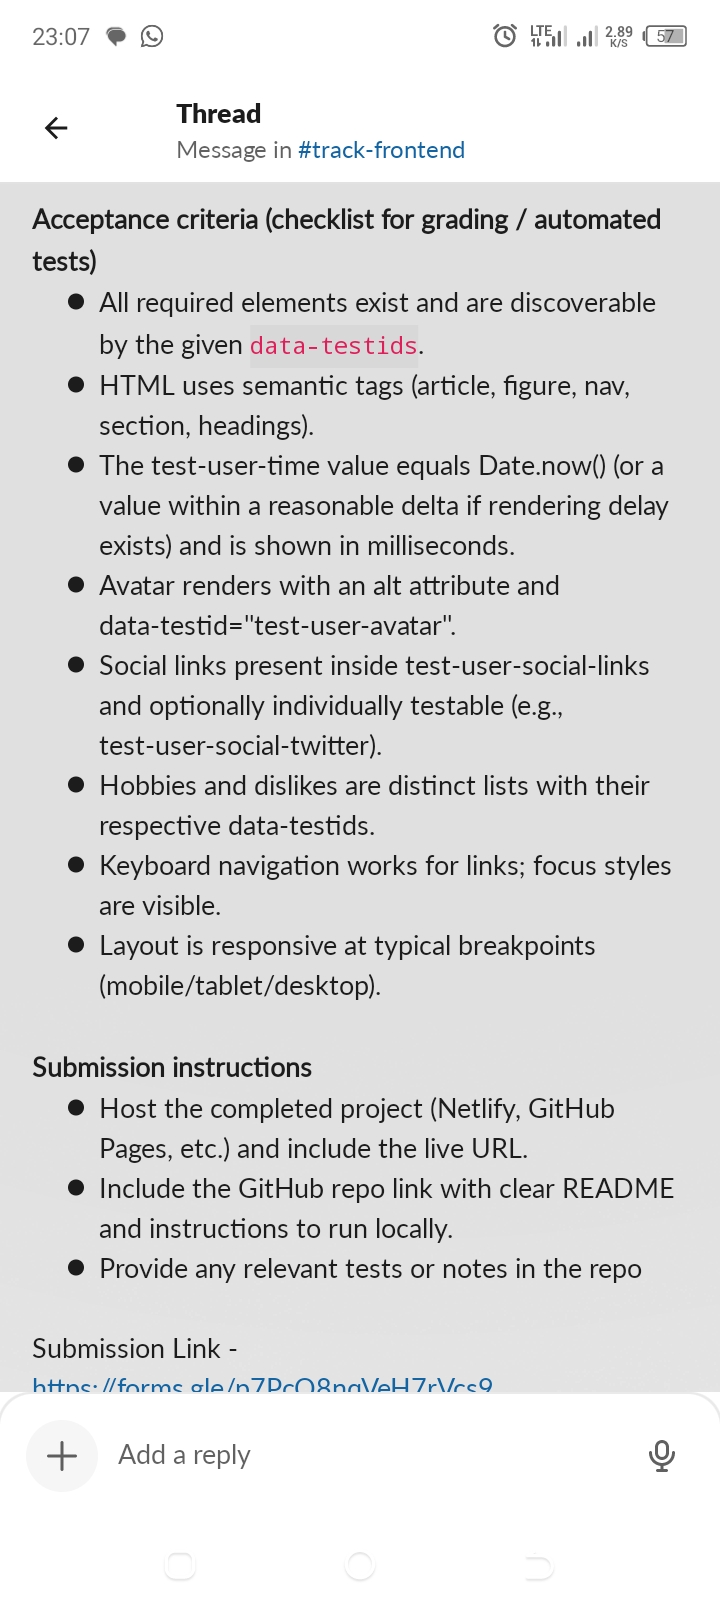 23:07
LTE
2.89
K/S
57
Thread
Message in #track-frontend
Acceptance criteria (checklist for grading / automated
tests)
● All required elements exist and are discoverable
by the given data-testids.
● HTML uses semantic tags (article, figure, nav,
section, headings).
● The test-user-time value equals Date.now() (or a
value within a reasonable delta if rendering delay
exists) and is shown in milliseconds.
● Avatar renders with an alt attribute and
data-testid="test-user-avatar".
● Social links present inside test-user-social-links
and optionally individually testable (e.g.,
test-user-social-twitter).
● Hobbies and dislikes are distinct lists with their
respective data-testids.
● Keyboard navigation works for links; focus styles
are visible.
● Layout is responsive at typical breakpoints
(mobile/tablet/desktop).
Submission instructions
● Host the completed project (Netlify, GitHub
Pages, etc.) and include the live URL.
● Include the GitHub repo link with clear README
and instructions to run locally.
● Provide any relevant tests or notes in the repo
Submission Link -
Add a reply